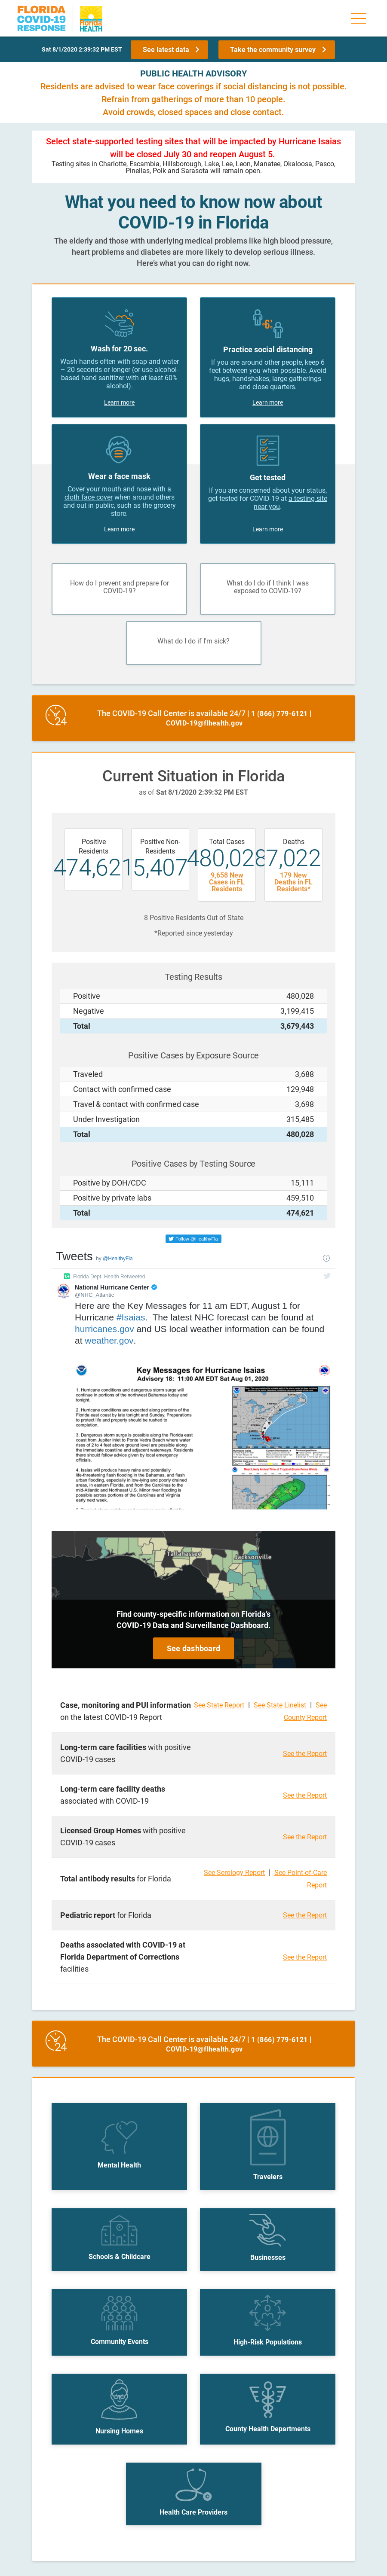 FLORIDA
COVID-19
RESPONSE
Florida
HEALTH
Sat 8/1/2020 2:39:32 PM EST
See latest data
Take the community survey
PUBLIC HEALTH ADVISORY
Residents are advised to wear face coverings if social distancing is not possible.
Refrain from gatherings of more than 10 people.
Avoid crowds, closed spaces and close contact.
Select state-supported testing sites that will be impacted by Hurricane Isaias
will be closed July 30 and reopen August 5.
Testing sites in Charlotte, Escambia, Hillsborough, Lake, Lee, Leon, Manatee, Okaloosa, Pasco,
Pinellas, Polk and Sarasota will remain open.
What you need to know now about
COVID-19 in Florida
The elderly and those with underlying medical problems like high blood pressure,
heart problems and diabetes are more likely to develop serious illness.
Here's what you can do right now.
Wash for 20 sec.
Wash hands often with soap and water
– 20 seconds or longer (or use alcohol-
based sanitizer with at least 60%
alcohol).
Learn more
6'
Practice social distancing
If you are around other people, keep 6
feet between you when possible. Avoid
hugs, handshakes, large gatherings
and close quarters.
Learn more
Wear a face mask
Cover your mouth and nose with a
cloth face cover when around others
and out in public, such as the grocery
store.
Learn more
Get tested
If you are concerned about your status,
get tested for COVID-19 at a testing site
near you.
Learn more
How do I prevent and prepare for
COVID-19?
What do I do if I think I was
exposed to COVID-19?
What do I do if I'm sick?
24
The COVID-19 Call Center is available 24/7 | 1 (866) 779-6121 |
COVID-19@flhealth.gov
Current Situation in Florida
as of Sat 8/1/2020 2:39:32 PM EST
Positive
Residents
474,621
Positive Non-
Residents
5,407
Total Cases
480,028
9,658 New
Cases in FL
Residents
Deaths
7,022
179 New
Deaths in FL
Residents*
8 Positive Residents Out of State
*Reported since yesterday
Testing Results
Positive 480,028
Negative 3,199,415
Total 3,679,443
Positive Cases by Exposure Source
Traveled 3,688
Contact with confirmed case 129,948
Travel & contact with confirmed case 3,698
Under Investigation 315,485
Total 480,028
Positive Cases by Testing Source
Positive by DOH/CDC 15,111
Positive by private labs 459,510
Total 474,621
Follow @HealthyFla
Tweets by @HealthyFla
Florida Dept. Health Retweeted
National Hurricane Center
@NHC_Atlantic
Here are the Key Messages for 11 am EDT, August 1 for
Hurricane #Isaias.  The latest NHC forecast can be found at
hurricanes.gov and US local weather information can be found
at weather.gov.
Key Messages for Hurricane Isaias
Advisory 18: 11:00 AM EDT Sat Aug 01, 2020
Tallahassee
Jacksonville
Find county-specific information on Florida's
COVID-19 Data and Surveillance Dashboard.
See dashboard
Case, monitoring and PUI information
on the latest COVID-19 Report
See State Report | See State Linelist | See
County Report
Long-term care facilities with positive
COVID-19 cases
See the Report
Long-term care facility deaths
associated with COVID-19
See the Report
Licensed Group Homes with positive
COVID-19 cases
See the Report
Total antibody results for Florida
See Serology Report | See Point-of-Care
Report
Pediatric report for Florida
See the Report
Deaths associated with COVID-19 at
Florida Department of Corrections
facilities
See the Report
24
The COVID-19 Call Center is available 24/7 | 1 (866) 779-6121 |
COVID-19@flhealth.gov
Mental Health
Travelers
Schools & Childcare
Businesses
Community Events
High-Risk Populations
Nursing Homes
County Health Departments
Health Care Providers